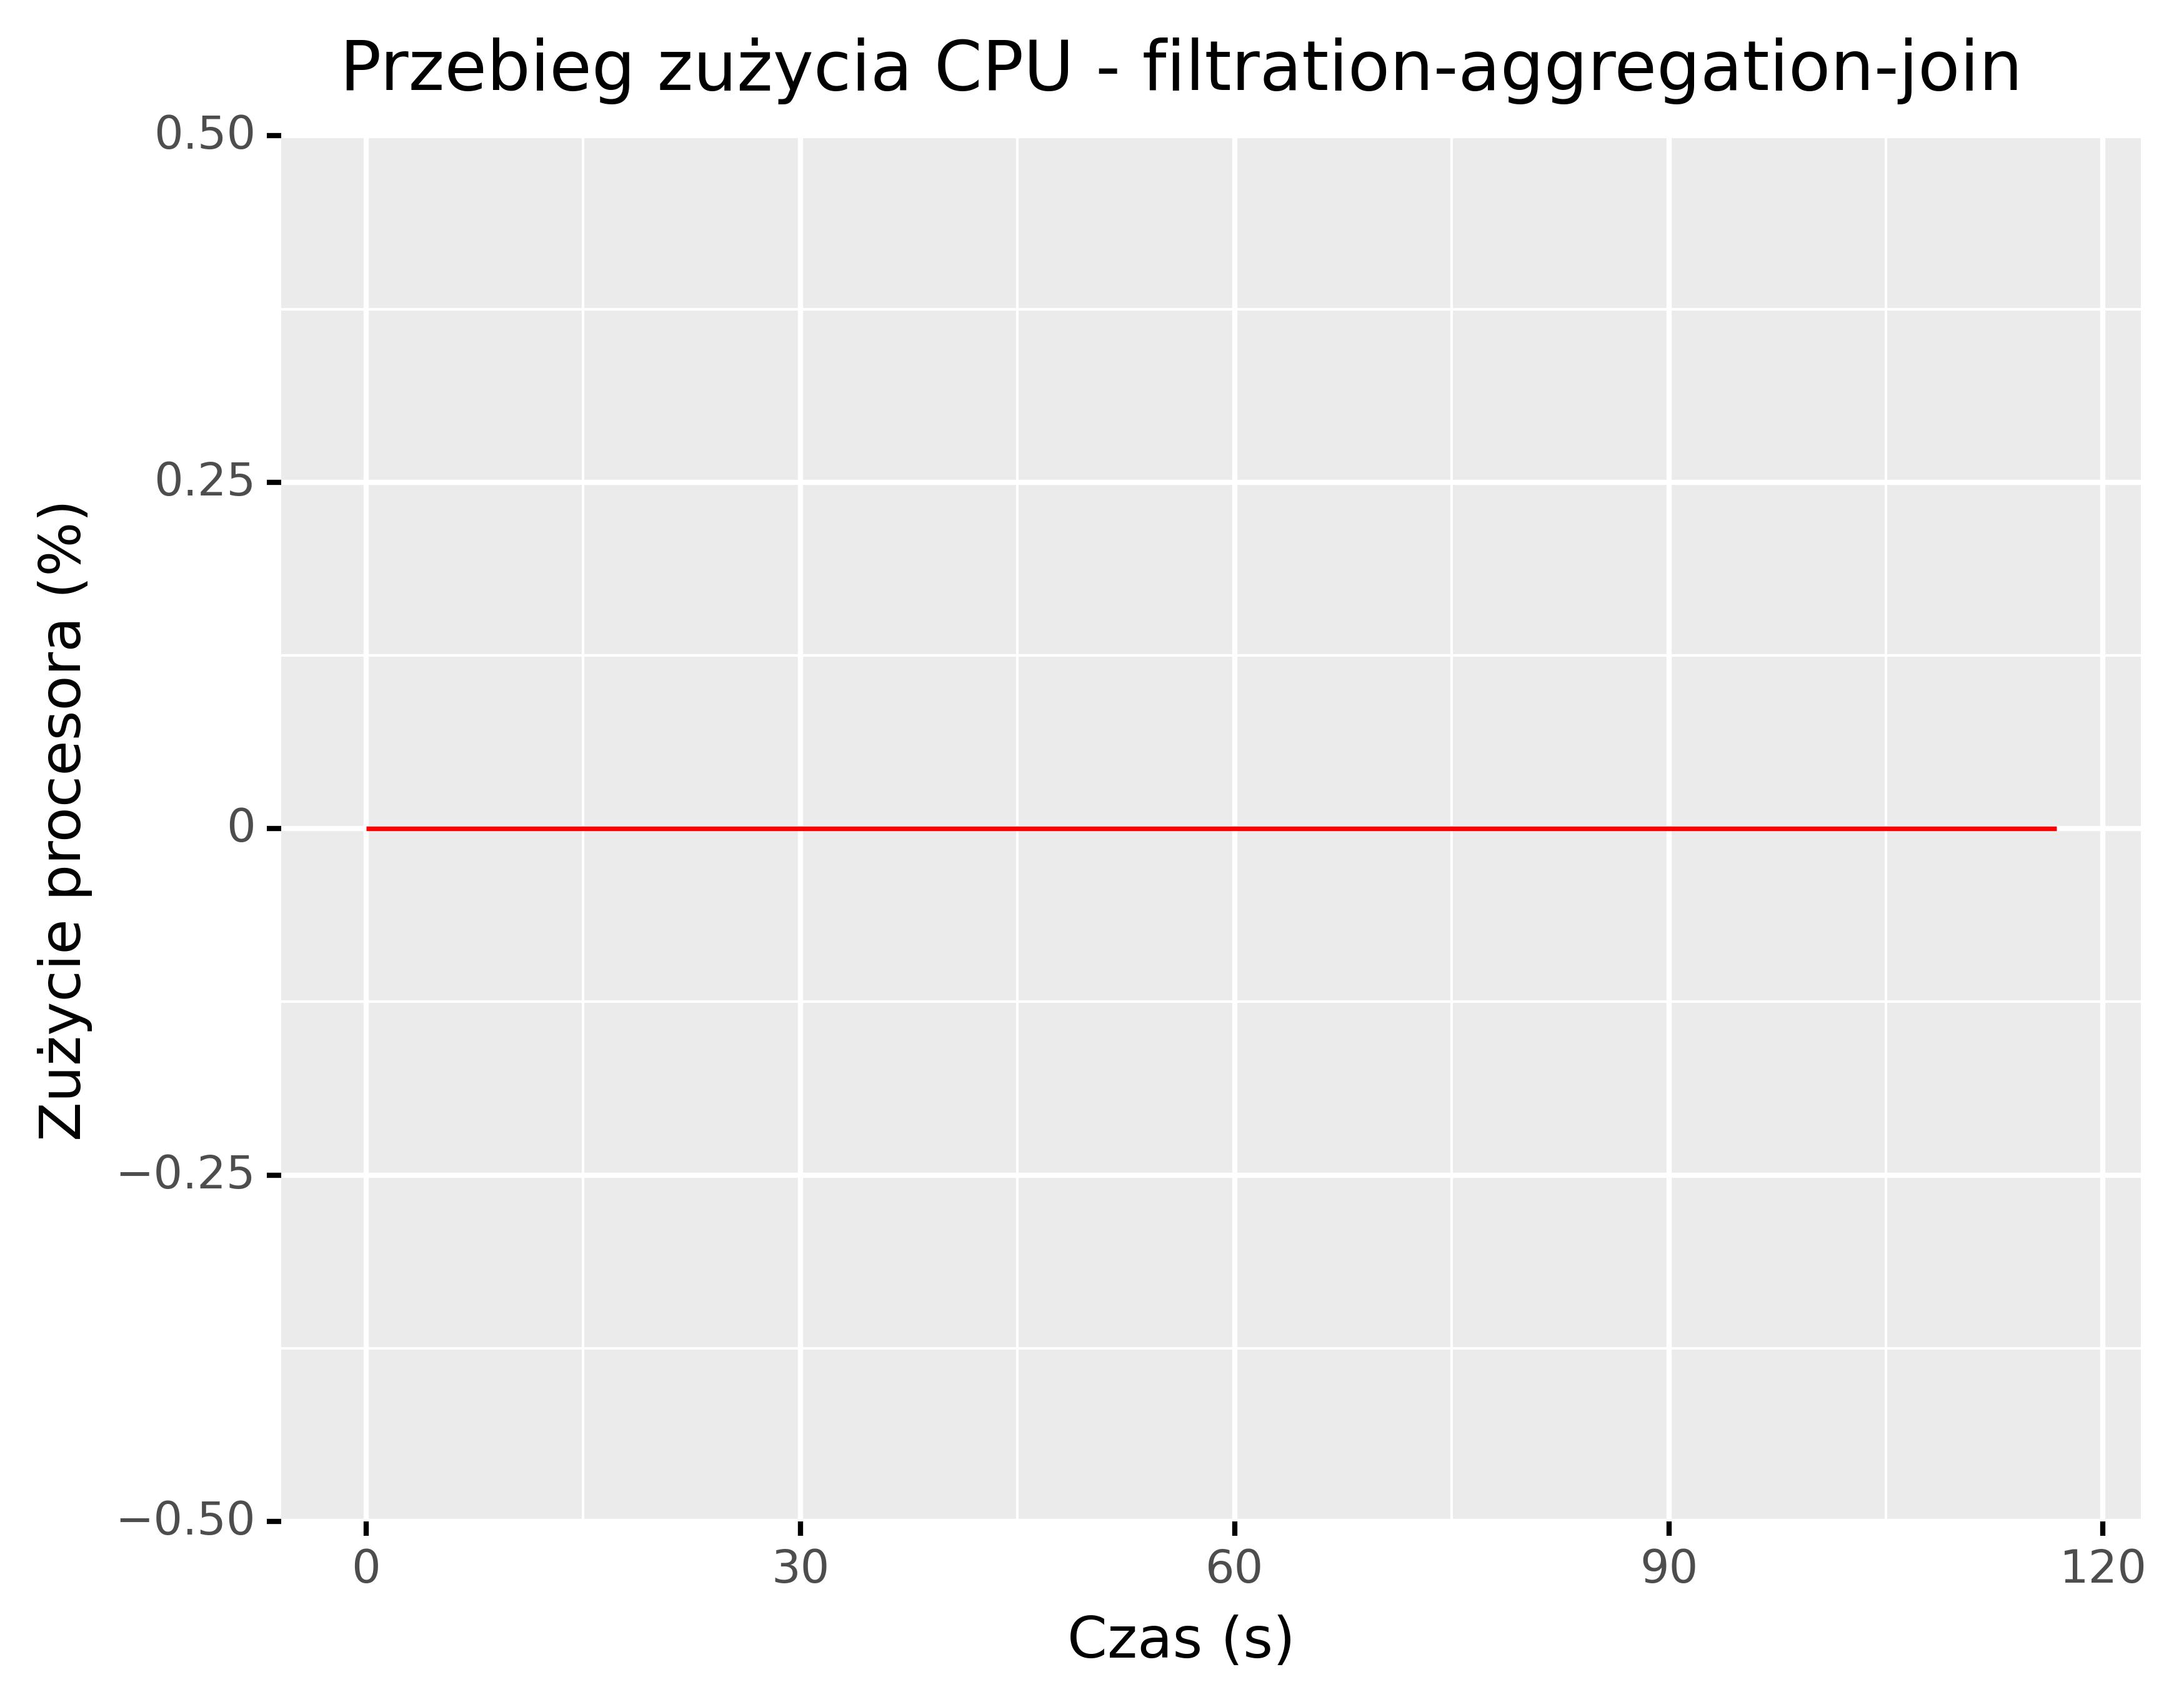 Przebieg zużycia CPU - filtration-aggregation-join
0.50
0.25
0
−0.25
−0.50
Zużycie procesora (%)
0 30 60 90 120
Czas (s)